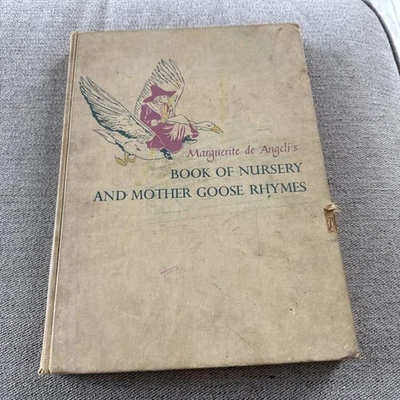 Marguerite de Angeli's
BOOK OF NURSERY
AND MOTHER GOOSE RHYMES